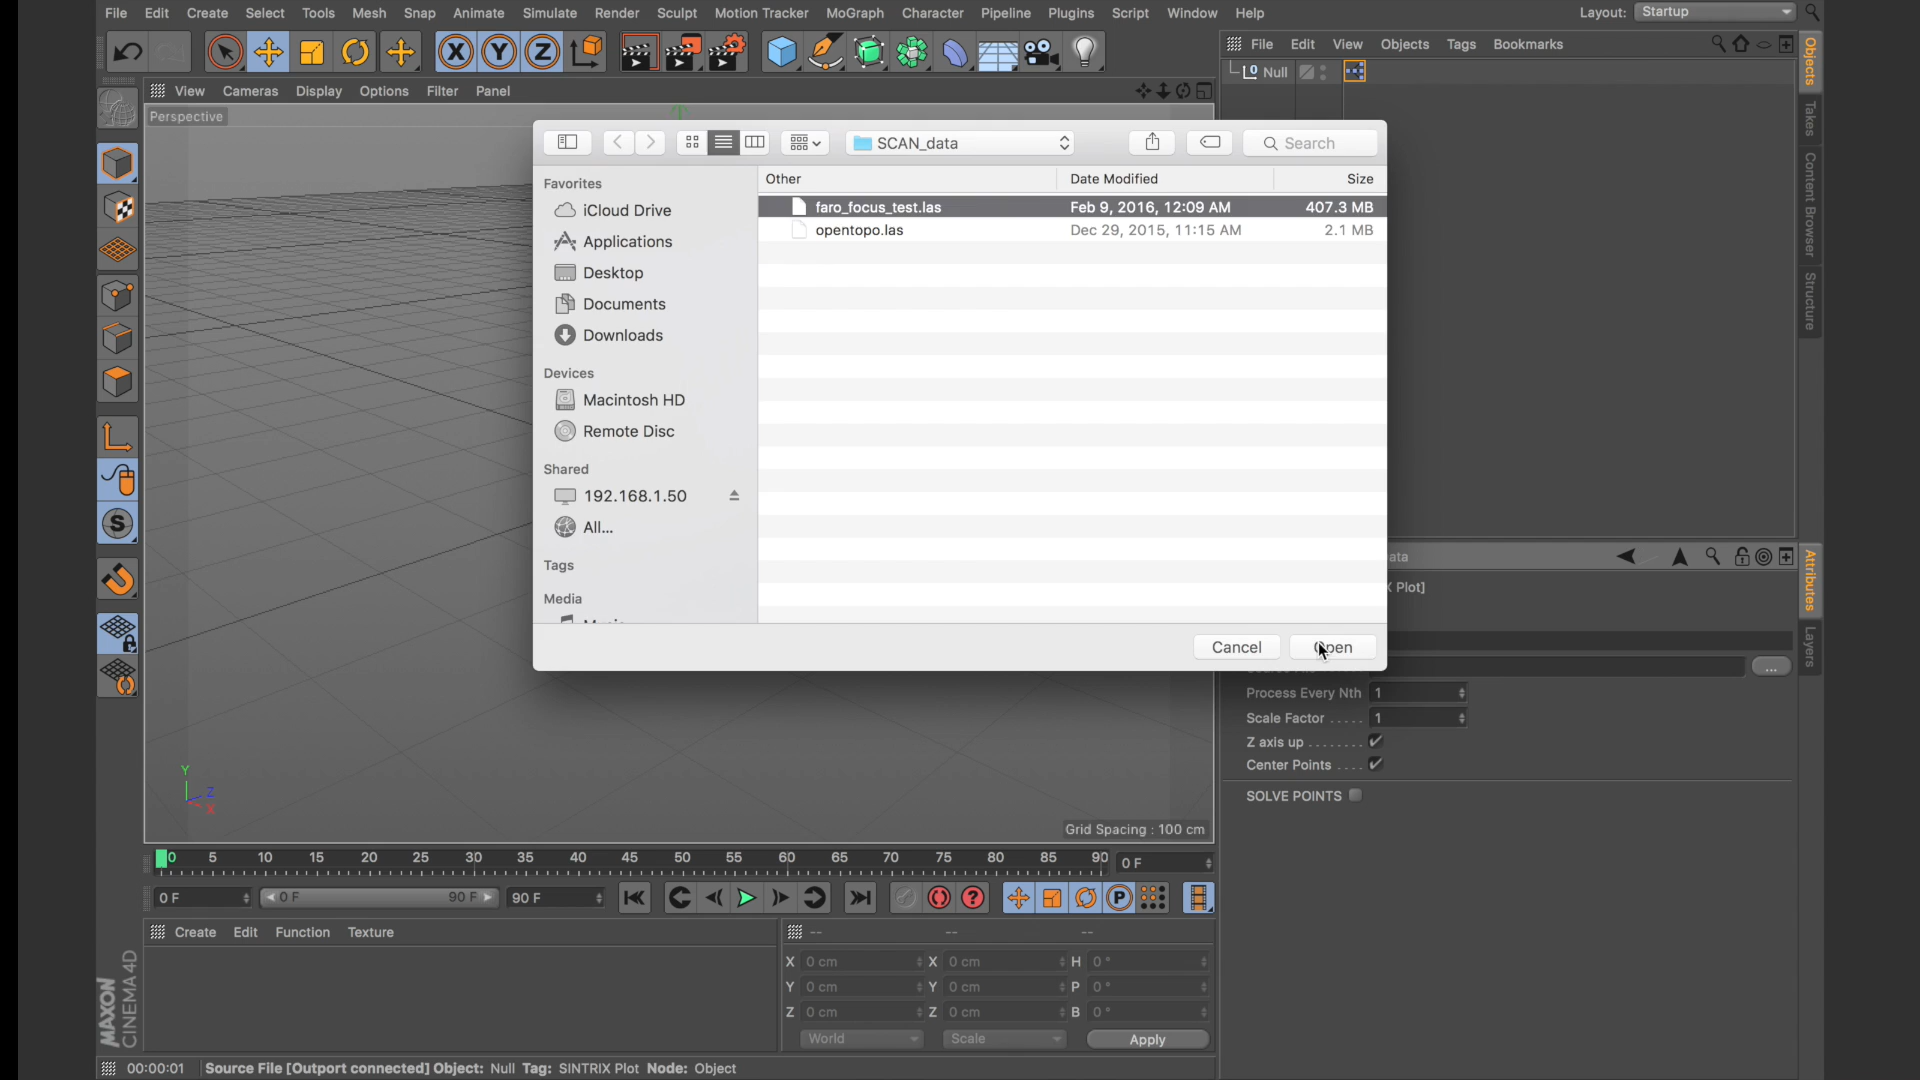 File Edit Create Select Tools Mesh Snap Animate Simulate Render Sculpt Motion Tracker MoGraph Character Pipeline Plugins Script Window Help Layout: Startup
File Edit View Objects Tags Bookmarks
Null
View Cameras Display Options Filter Panel
Perspective
SCAN_data
Search
Favorites
iCloud Drive
Applications
Desktop
Documents
Downloads
Devices
Macintosh HD
Remote Disc
Shared
192.168.1.50
All...
Tags
Media
Other Date Modified Size
faro_focus_test.las Feb 9, 2016, 12:09 AM 407.3 MB
opentopo.las Dec 29, 2015, 11:15 AM 2.1 MB
Cancel Open
Objects
Takes
Content Browser
Structure
Attributes
Layers
Plot]
...
Process Every Nth 1
Scale Factor ..... 1
Z axis up ........
Center Points ....
SOLVE POINTS
Y
Z
X
Grid Spacing : 100 cm
0 5 10 15 20 25 30 35 40 45 50 55 60 65 70 75 80 85 90 0 F
0 F 0 F 90 F 90 F
Create Edit Function Texture
-- -- --
X 0 cm X 0 cm H 0 °
Y 0 cm Y 0 cm P 0 °
Z 0 cm Z 0 cm B 0 °
World Scale Apply
MAXON
CINEMA 4D
00:00:01 Source File [Outport connected] Object: Null Tag: SINTRIX Plot Node: Object